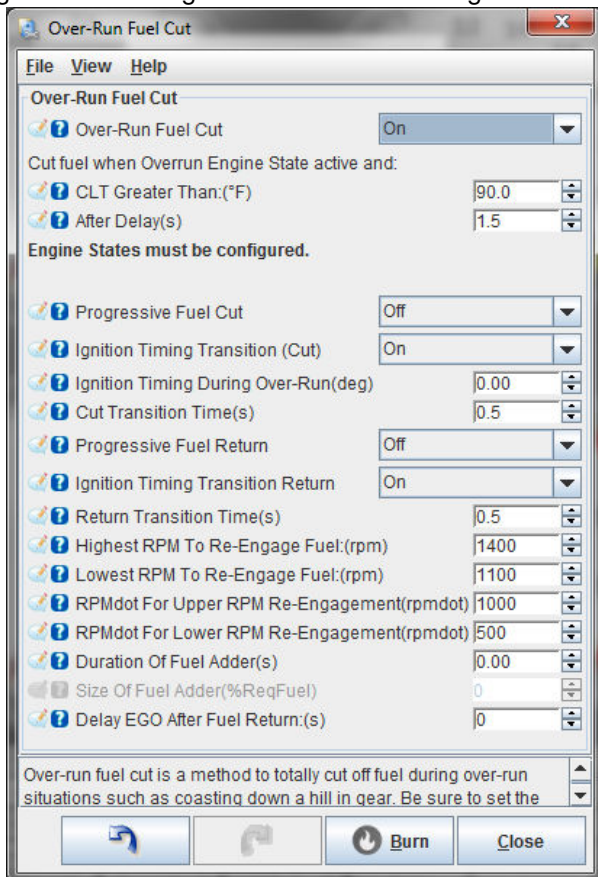 Over-Run Fuel Cut
File View Help
Over-Run Fuel Cut
Over-Run Fuel Cut On
Cut fuel when Overrun Engine State active and:
CLT Greater Than:(°F) 90.0
After Delay(s) 1.5
Engine States must be configured.
Progressive Fuel Cut Off
Ignition Timing Transition (Cut) On
Ignition Timing During Over-Run(deg) 0.00
Cut Transition Time(s) 0.5
Progressive Fuel Return Off
Ignition Timing Transition Return On
Return Transition Time(s) 0.5
Highest RPM To Re-Engage Fuel:(rpm) 1400
Lowest RPM To Re-Engage Fuel:(rpm) 1100
RPMdot For Upper RPM Re-Engagement(rpmdot) 1000
RPMdot For Lower RPM Re-Engagement(rpmdot) 500
Duration Of Fuel Adder(s) 0.00
Size Of Fuel Adder(%ReqFuel) 0
Delay EGO After Fuel Return:(s) 0
Over-run fuel cut is a method to totally cut off fuel during over-run
situations such as coasting down a hill in gear. Be sure to set the
Burn Close